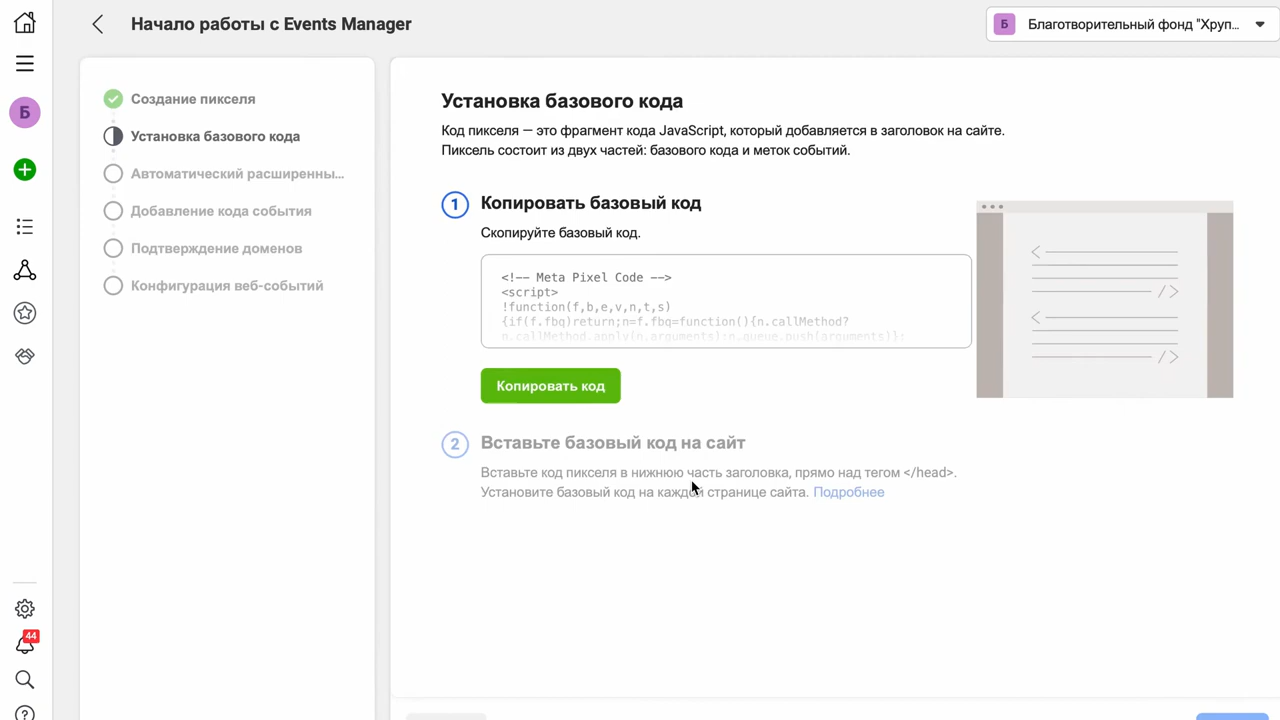 Начало работы с Events Manager
Б
Благотворительный фонд "Хруп...
Б
Создание пикселя
Установка базового кода
Автоматический расширенны...
Добавление кода события
Подтверждение доменов
Конфигурация веб-событий
44
Установка базового кода
Код пикселя — это фрагмент кода JavaScript, который добавляется в заголовок на сайте.
Пиксель состоит из двух частей: базового кода и меток событий.
1 Копировать базовый код
Скопируйте базовый код.
<!-- Meta Pixel Code -->
<script>
!function(f,b,e,v,n,t,s)
{if(f.fbq)return;n=f.fbq=function(){n.callMethod?
n.callMethod.apply(n,arguments):n.queue.push(arguments)};
Копировать код
2 Вставьте базовый код на сайт
Вставьте код пикселя в нижнюю часть заголовка, прямо над тегом </head>.
Установите базовый код на каждой странице сайта. Подробнее